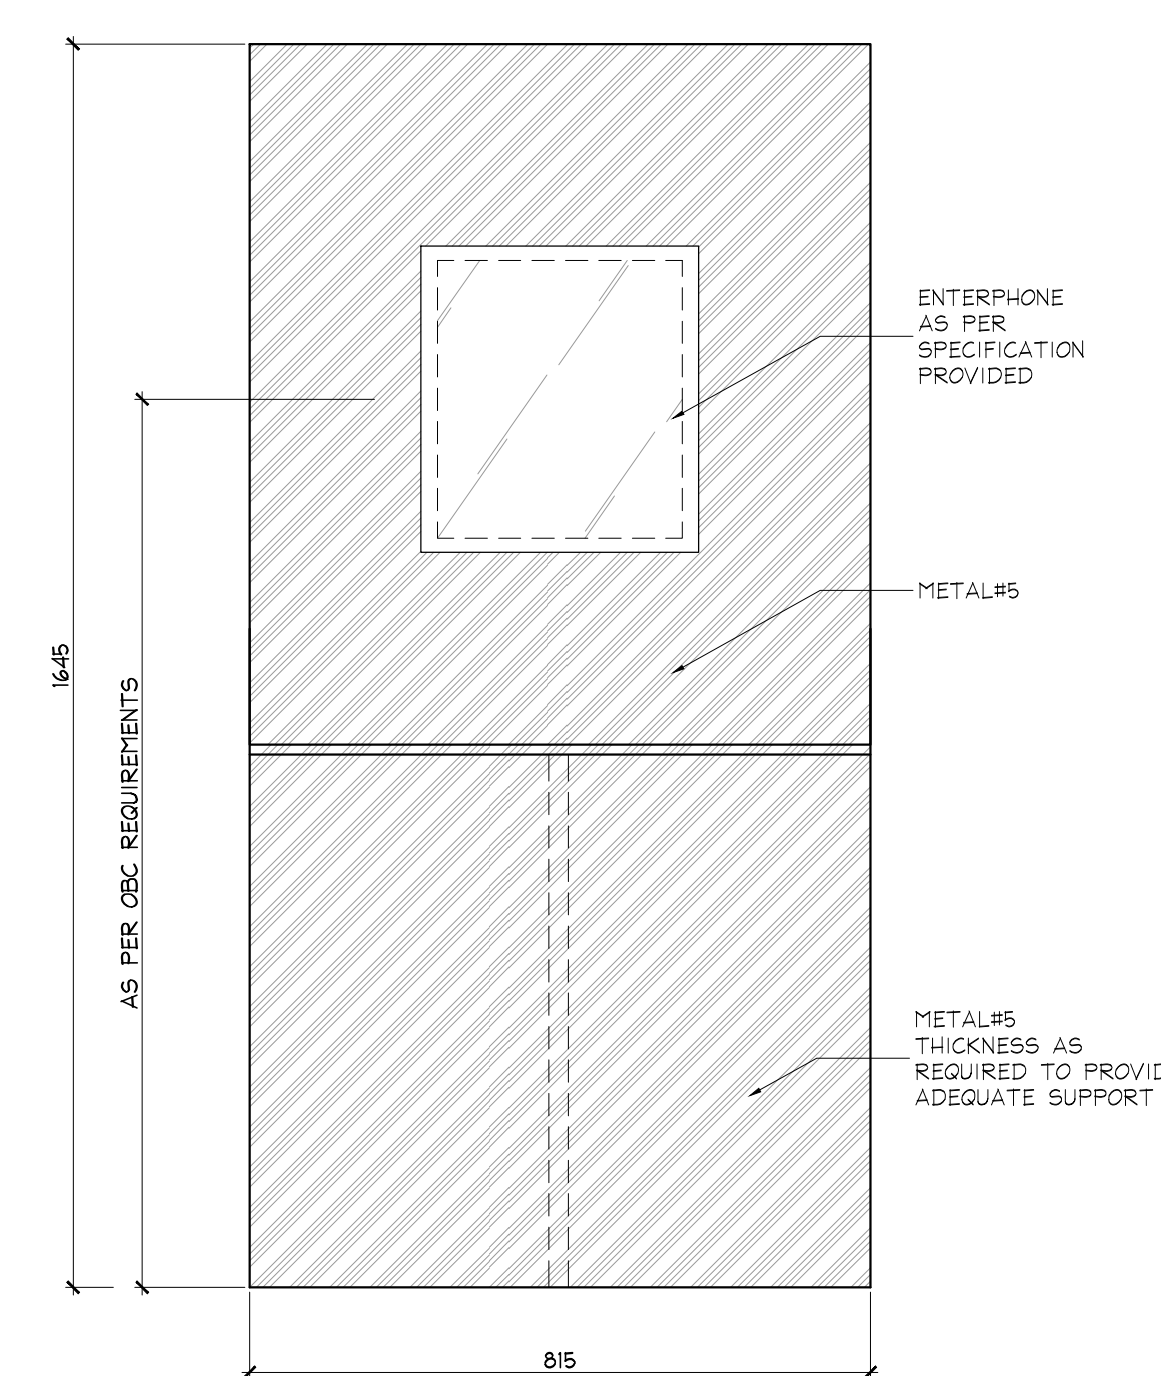 ENTERPHONE
AS PER
SPECIFICATION
PROVIDED
METAL#5
1645
AS PER OBC REQUIREMENTS
METAL#5
THICKNESS AS
REQUIRED TO PROVID
ADEQUATE SUPPORT
815